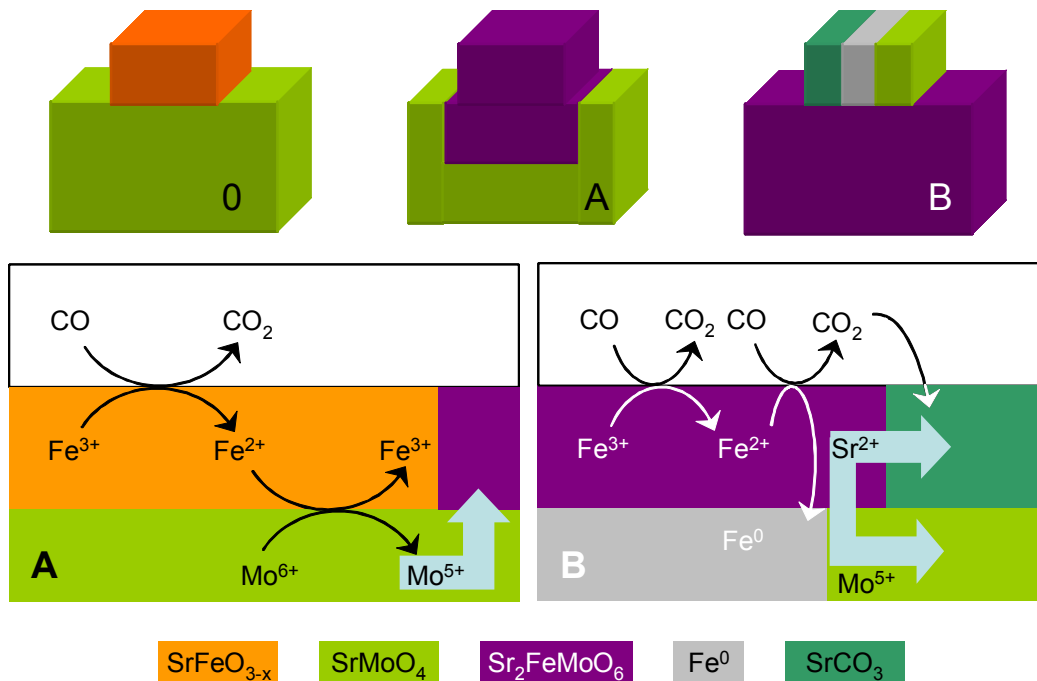 0
A
B
CO CO₂
Fe³⁺ Fe²⁺ Fe³⁺
A Mo⁶⁺ Mo⁵⁺
CO CO₂ CO CO₂
Fe³⁺ Fe²⁺ Sr²⁺
Fe⁰
B Mo⁵⁺
SrFeO₃₋ₓ SrMoO₄ Sr₂FeMoO₆ Fe⁰ SrCO₃